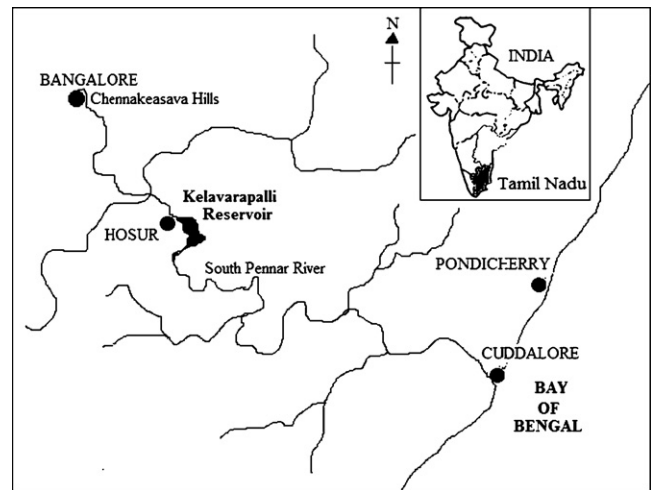 N
INDIA
BANGALORE
Chennakeasava Hills
Tamil Nadu
Kelavarapalli
Reservoir
HOSUR
South Pennar River
PONDICHERRY
CUDDALORE
BAY
OF
BENGAL